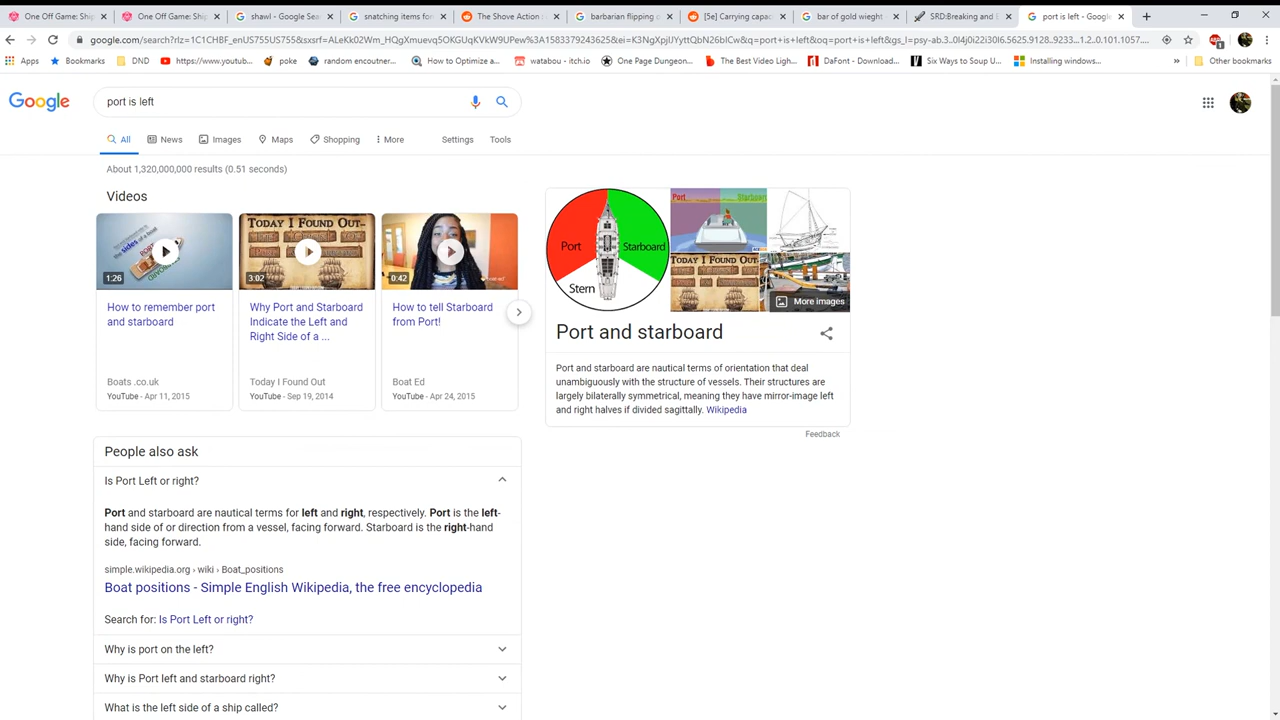 One Off Game: Shi
One Off Game: Shi
shawl - Google Sea
snatching items for
The Shove Action
barbarian flipping o
[5e] Carrying capac
bar of gold wieght
SRD:Breaking and
port is left - Google
google.com/search?rlz=1C1CHBF_enUS755US755&sxsrf=ALeKk02Wm_HQgXmuevq5OKGUqKVkW9UPew%3A1583379243625&ei=K3NgXpjUYyttQbN26ICw&q=port+is+left&oq=port+is+left&gs_l=psy-ab.3..0l4j0i22i30l6.5625.9128..9233...1.2..0.101.1057....
Apps
Bookmarks
DND
https://www.youtub...
poke
random encoutner...
How to Optimize a...
watabou - itch.io
One Page Dungeon...
The Best Video Ligh...
DaFont - Download...
Six Ways to Soup U...
Installing windows...
»
Other bookmarks
Google
port is left
All
News
Images
Maps
Shopping
More
Settings
Tools
About 1,320,000,000 results (0.51 seconds)
Videos
1:26
TODAY I FOUND OUT
3:02
0:42
How to remember port
and starboard
Boats .co.uk
YouTube - Apr 11, 2015
Why Port and Starboard
Indicate the Left and
Right Side of a ...
Today I Found Out
YouTube - Sep 19, 2014
How to tell Starboard
from Port!
Boat Ed
YouTube - Apr 24, 2015
People also ask
Is Port Left or right?
Port and starboard are nautical terms for left and right, respectively. Port is the left-
hand side of or direction from a vessel, facing forward. Starboard is the right-hand
side, facing forward.
simple.wikipedia.org › wiki › Boat_positions
Boat positions - Simple English Wikipedia, the free encyclopedia
Search for: Is Port Left or right?
Why is port on the left?
Why is Port left and starboard right?
What is the left side of a ship called?
Port
Starboard
Stern
Port
Starboard
TODAY I FOUND OUT
More images
Port and starboard
Port and starboard are nautical terms of orientation that deal
unambiguously with the structure of vessels. Their structures are
largely bilaterally symmetrical, meaning they have mirror-image left
and right halves if divided sagittally. Wikipedia
Feedback